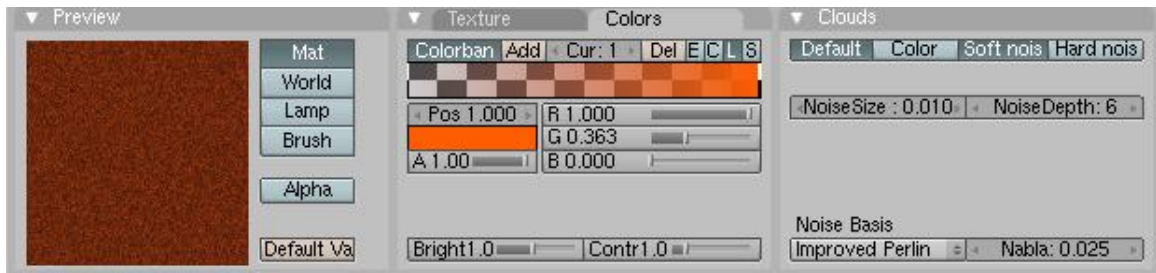 Preview
Mat
World
Lamp
Brush
Alpha
Default Va
Texture Colors
Colorban Add Cur: 1 Del E C L S
Pos 1.000 R 1.000
G 0.363
A 1.00 B 0.000
Bright1.0 Contr1.0
Clouds
Default Color Soft nois Hard nois
NoiseSize : 0.010 NoiseDepth: 6
Noise Basis
Improved Perlin Nabla: 0.025